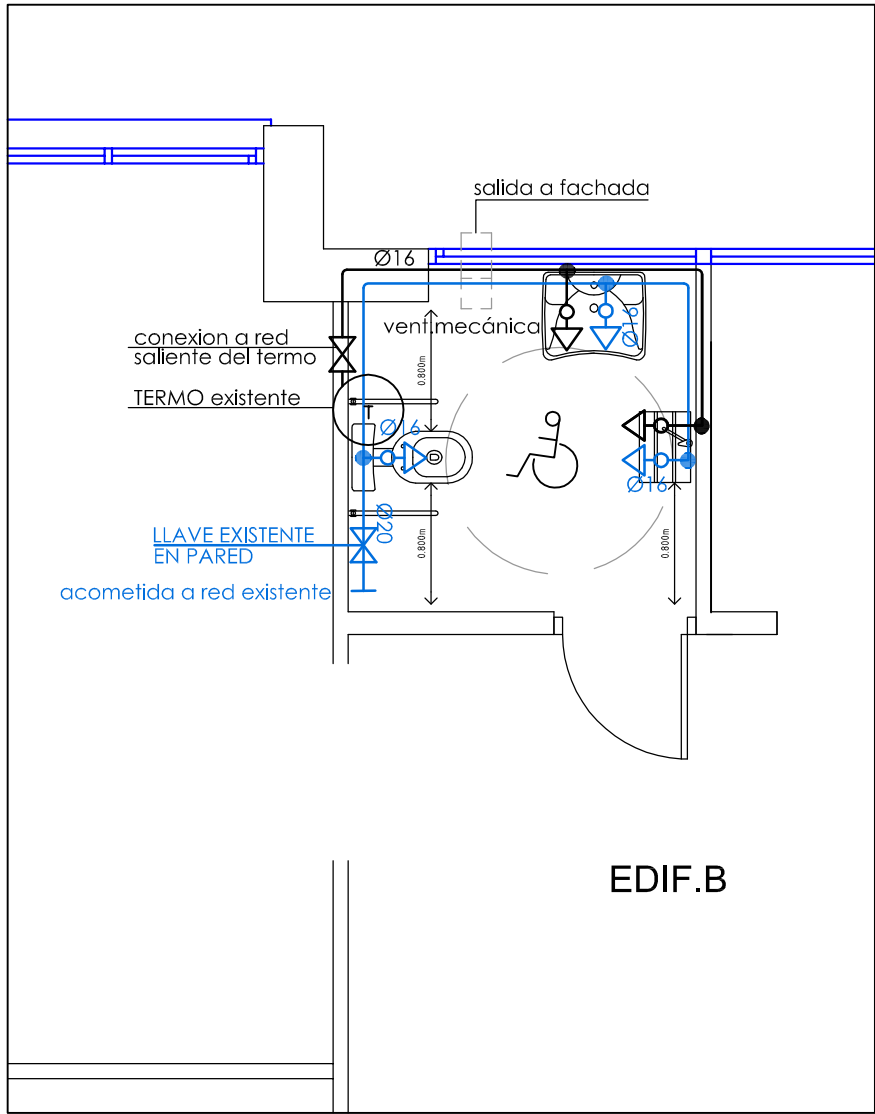 salida a fachada
Ø16
vent.mecánica
Ø16
conexion a red
saliente del termo
TERMO existente
T
0.800m
Ø16
Ø16
Ø20
LLAVE EXISTENTE
EN PARED
0.800m
0.800m
acometida a red existente
EDIF.B